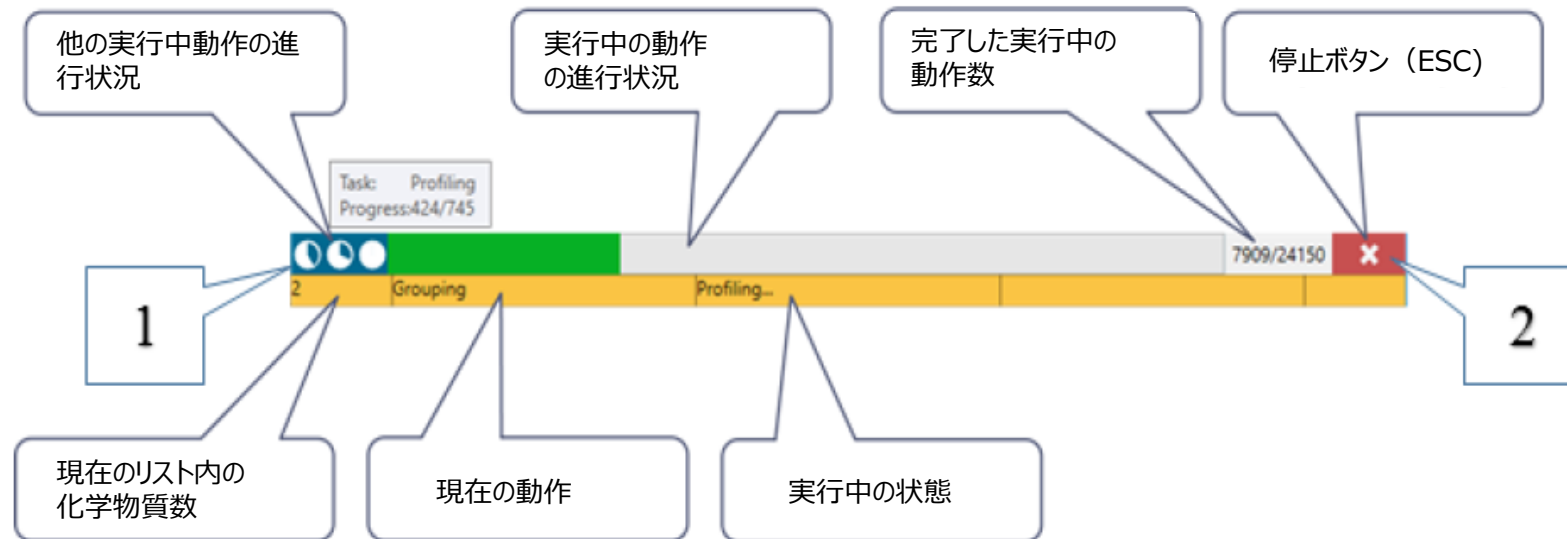 他の実行中動作の進
行状況
実行中の動作
の進行状況
完了した実行中の
動作数
停止ボタン（ESC)
Task: Profiling
Progress:424/745
7909/24150
2 Grouping Profiling...
1
2
現在のリスト内の
化学物質数
現在の動作
実行中の状態